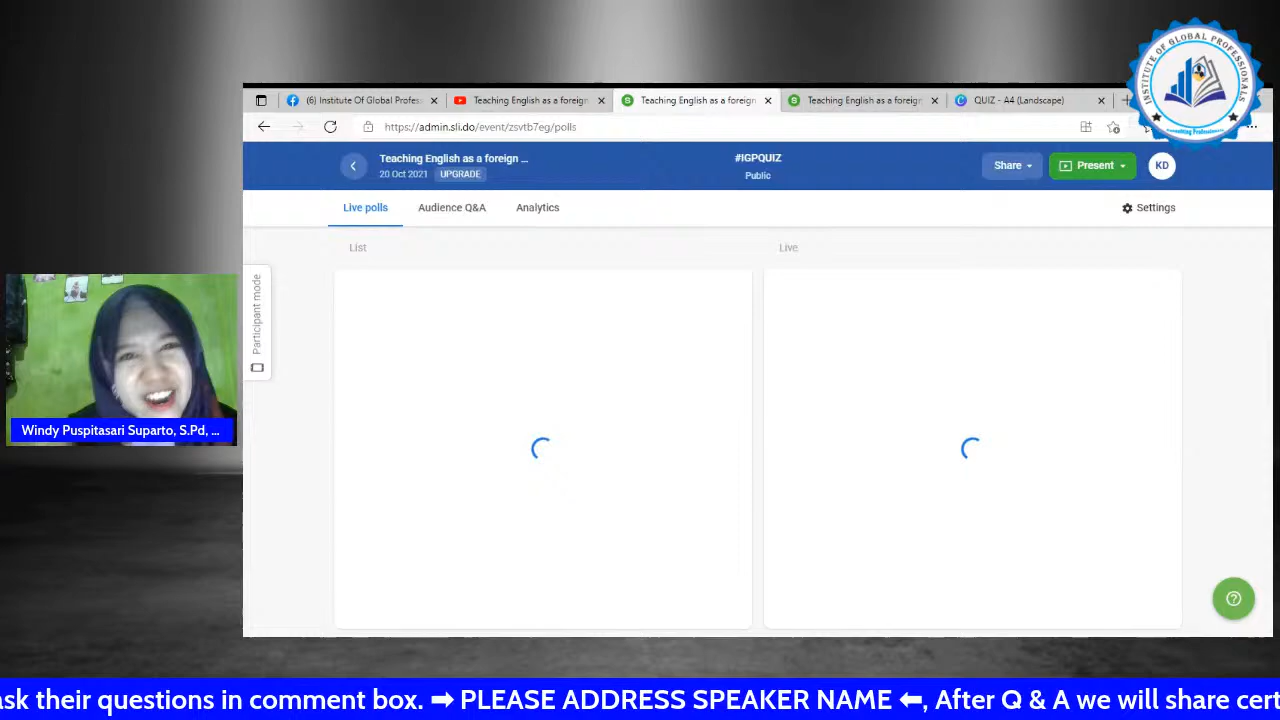 INSTITUTE OF GLOBAL PROFESSIONALS
Consulting Professionals
(6) Institute Of Global Profess
Teaching English as a foreign
Teaching English as a foreign
Teaching English as a foreign
QUIZ - A4 (Landscape)
https://admin.sli.do/event/zsvtb7eg/polls
Teaching English as a foreign ...
20 Oct 2021 UPGRADE
#IGPQUIZ
Public
Share
Present
KD
Live polls
Audience Q&A
Analytics
Settings
List
Live
Participant mode
Windy Puspitasari Suparto, S.Pd, ...
ask their questions in comment box. ➡ PLEASE ADDRESS SPEAKER NAME ⬅, After Q & A we will share cert